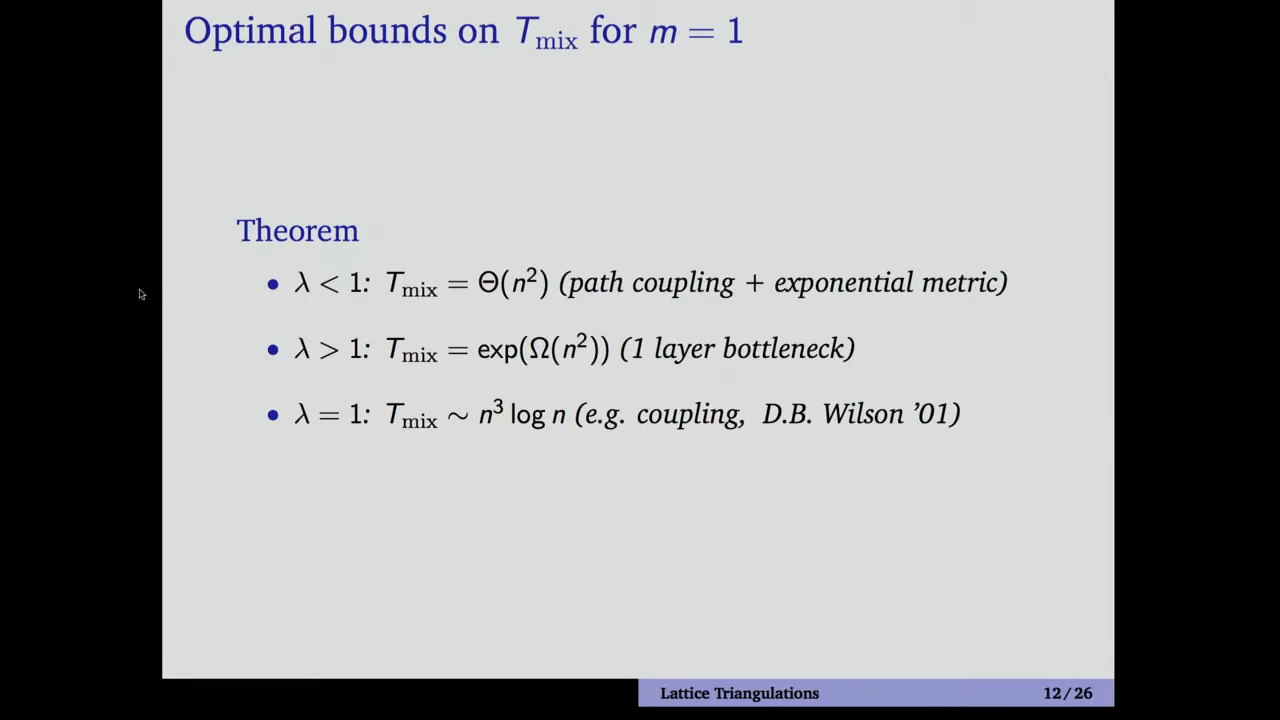 Optimal bounds on T_mix for m = 1
Theorem
• λ < 1: T_mix = Θ(n²) (path coupling + exponential metric)
• λ > 1: T_mix = exp(Ω(n²)) (1 layer bottleneck)
• λ = 1: T_mix ∼ n³ log n (e.g. coupling, D.B. Wilson ’01)
Lattice Triangulations 12 / 26